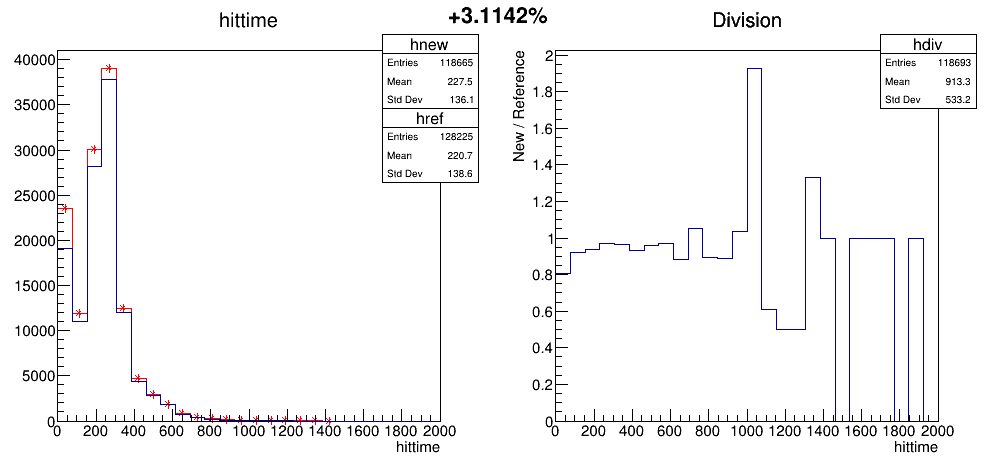 +3.1142%
hittime
hnew
Entries 118665
Mean 227.5
Std Dev 136.1
href
Entries 128225
Mean 220.7
Std Dev 138.6
40000
35000
30000
25000
20000
15000
10000
5000
0
0 200 400 600 800 1000 1200 1400 1600 1800 2000
hittime
Division
hdiv
Entries 118693
Mean 913.3
Std Dev 533.2
New / Reference
2
1.8
1.6
1.4
1.2
1
0.8
0.6
0.4
0.2
0
0 200 400 600 800 1000 1200 1400 1600 1800 2000
hittime